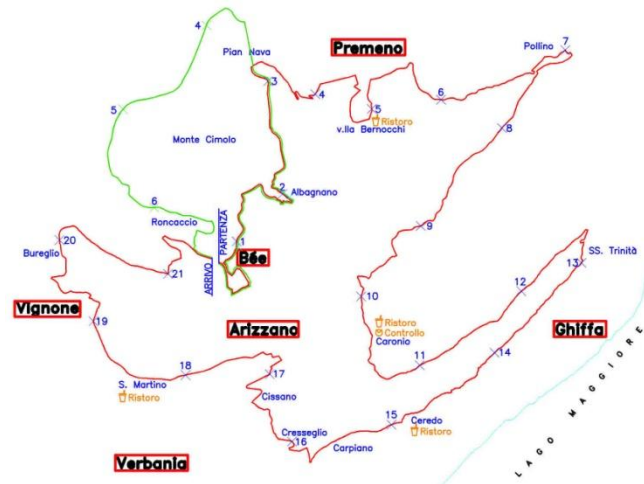 4
Pian Nava
Premeno
Pollino
7
3
4
5
6
5
Ristoro
v.lla Bernocchi
8
Monte Cimolo
2
Albagnano
6
Roncaccio
PARTENZA
1
9
20
Bureglio
21
ARRIVO
Bée
SS. Trinità
13
Vignone
10
12
19
Arizzano
Ristoro
Controllo
Caronio
Ghiffa
14
11
18
17
S. Martino
Ristoro
Cissano
Cresseglio
16
Carpiano
15
Ceredo
Ristoro
Verbania
LAGO MAGGIORE